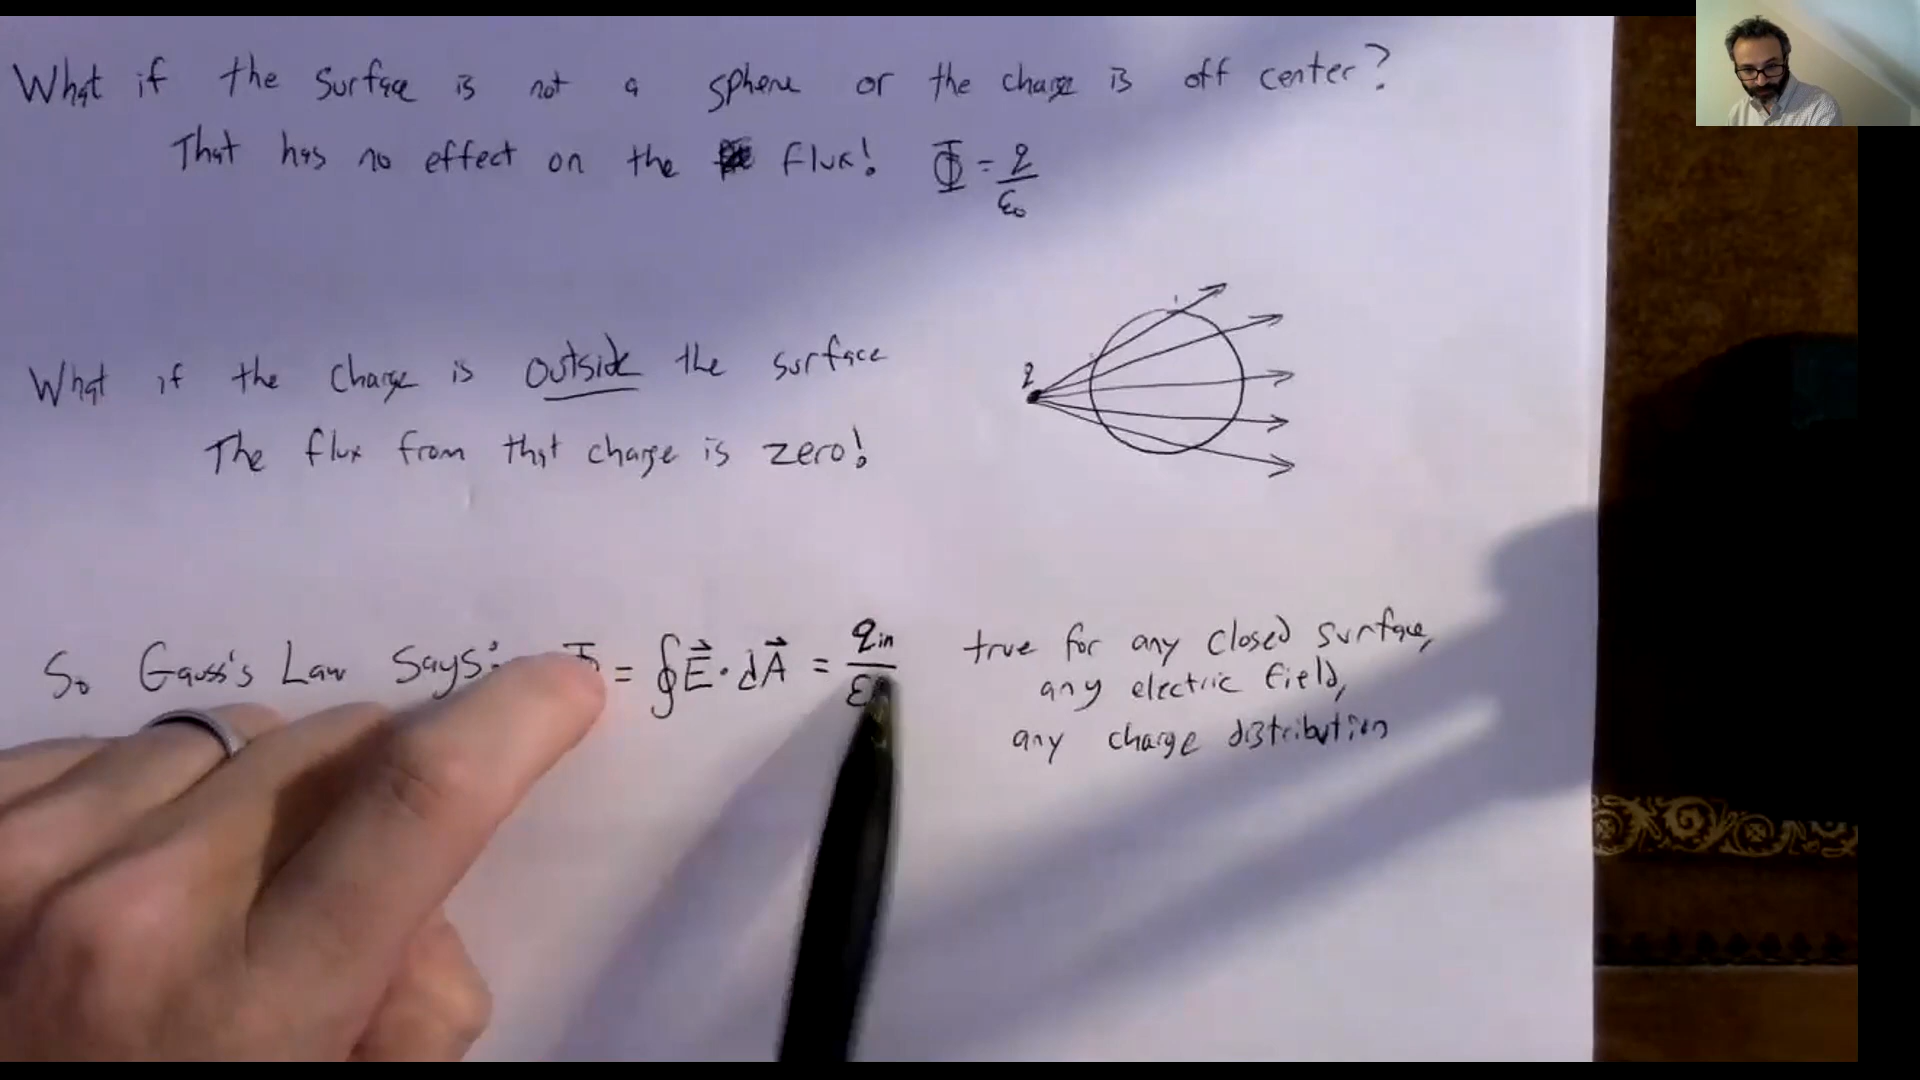 What if the surface is not a sphere or the charge is off center?
That has no effect on the flux! Φ = q/ε₀
q
What if the charge is outside the surface
The flux from that charge is zero!
So Gauss's Law says: = ∮E⃗ · dA⃗ = q_in/ε
true for any closed surface,
any electric field,
any charge distribution